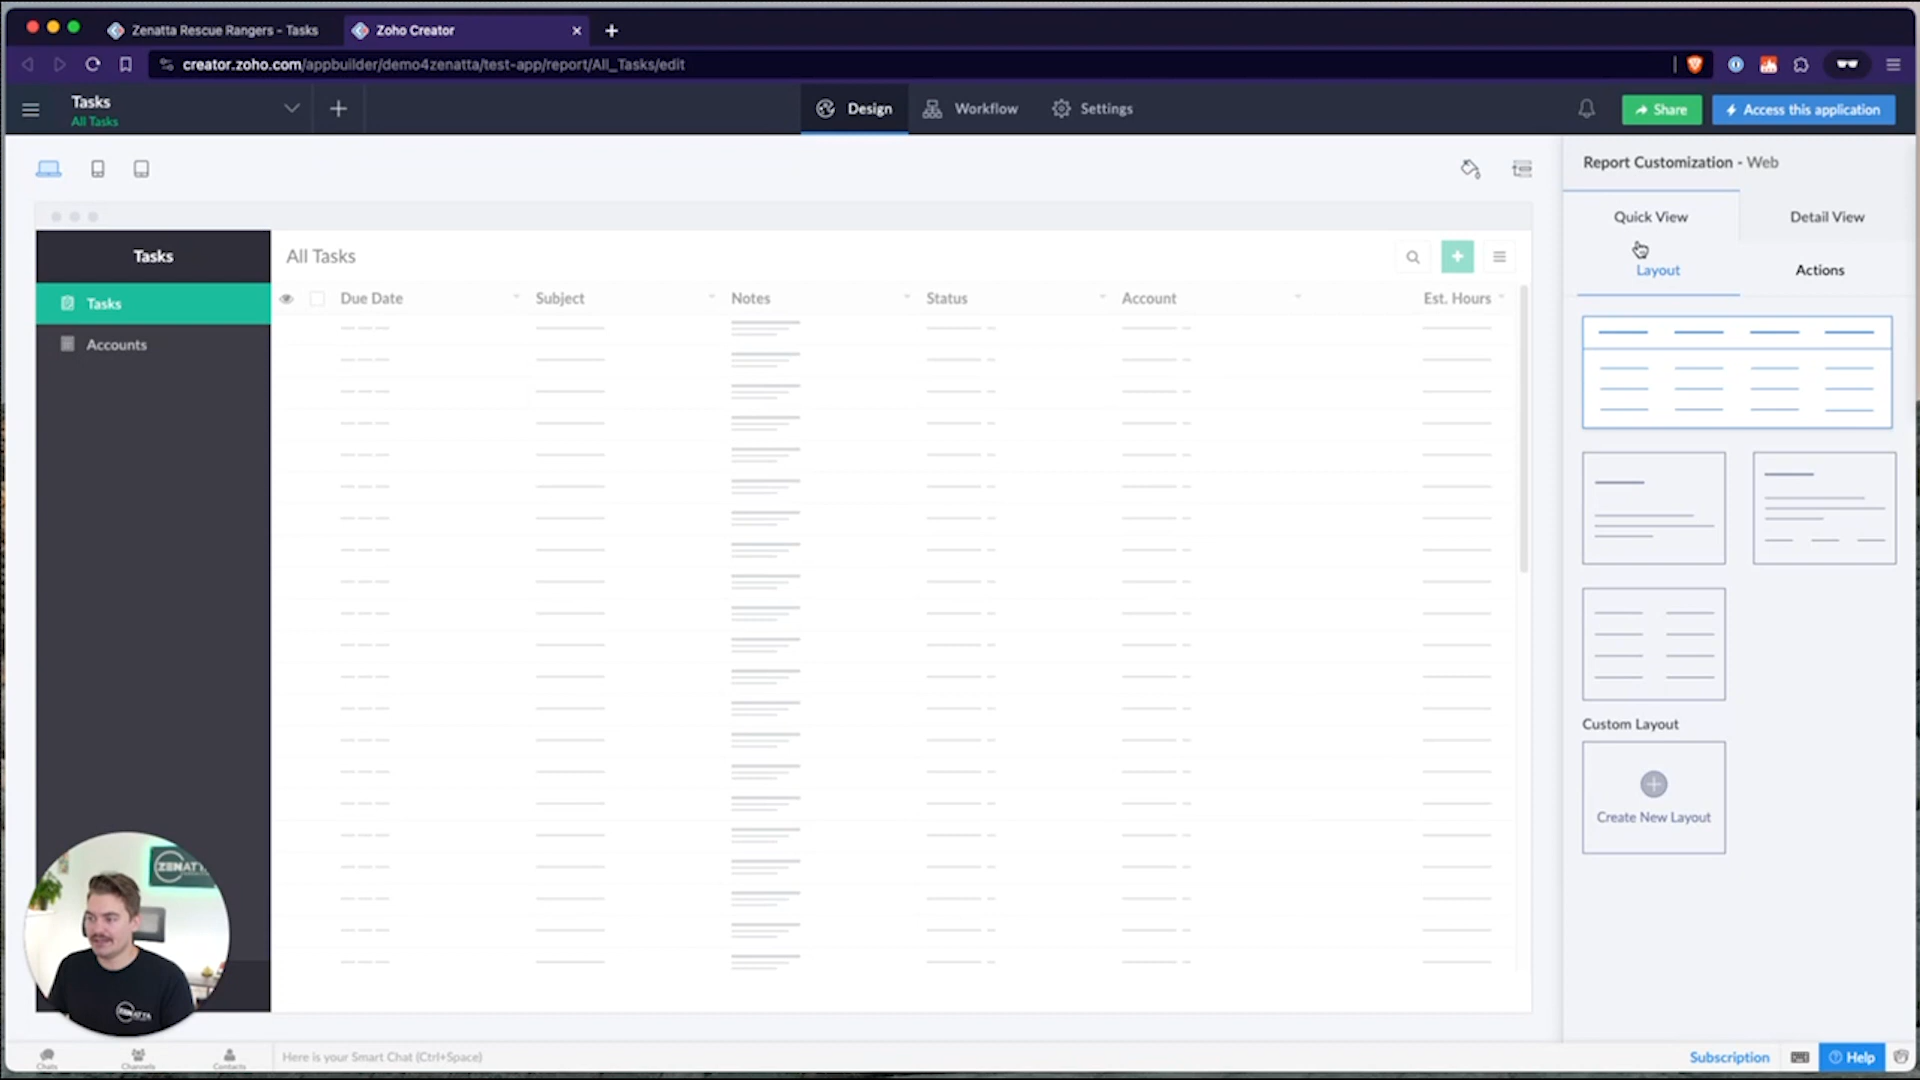 Zenatta Rescue Rangers - Tasks
Zoho Creator
creator.zoho.com/appbuilder/demo4zenatta/test-app/report/All_Tasks/edit
Tasks
All Tasks
Design
Workflow
Settings
Share
Access this application
Report Customization - Web
Quick View
Detail View
Layout
Actions
Tasks
Tasks
Accounts
All Tasks
Due Date
Subject
Notes
Status
Account
Est. Hours
Custom Layout
Create New Layout
ZENATTA
ZENATTA
Chats
Channels
Contacts
Here is your Smart Chat (Ctrl+Space)
Subscription
Help